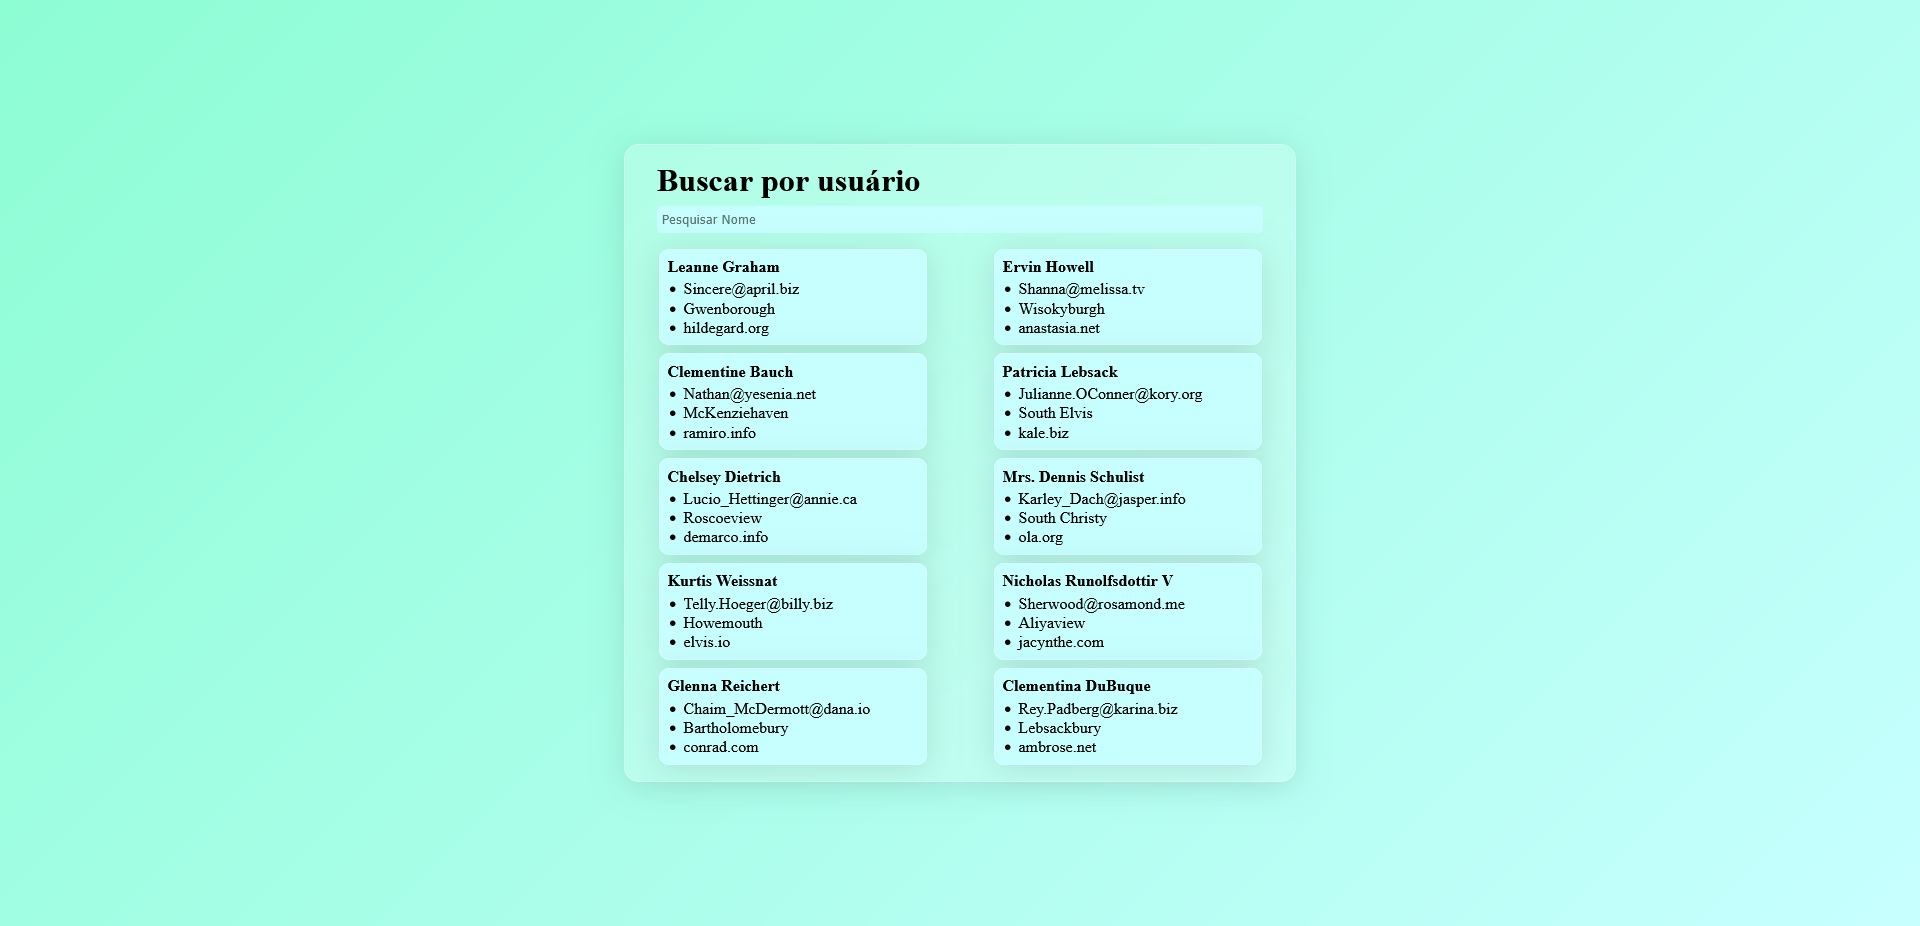 Buscar por usuário
Pesquisar Nome
Leanne Graham
Sincere@april.biz
Gwenborough
hildegard.org
Ervin Howell
Shanna@melissa.tv
Wisokyburgh
anastasia.net
Clementine Bauch
Nathan@yesenia.net
McKenziehaven
ramiro.info
Patricia Lebsack
Julianne.OConner@kory.org
South Elvis
kale.biz
Chelsey Dietrich
Lucio_Hettinger@annie.ca
Roscoeview
demarco.info
Mrs. Dennis Schulist
Karley_Dach@jasper.info
South Christy
ola.org
Kurtis Weissnat
Telly.Hoeger@billy.biz
Howemouth
elvis.io
Nicholas Runolfsdottir V
Sherwood@rosamond.me
Aliyaview
jacynthe.com
Glenna Reichert
Chaim_McDermott@dana.io
Bartholomebury
conrad.com
Clementina DuBuque
Rey.Padberg@karina.biz
Lebsackbury
ambrose.net